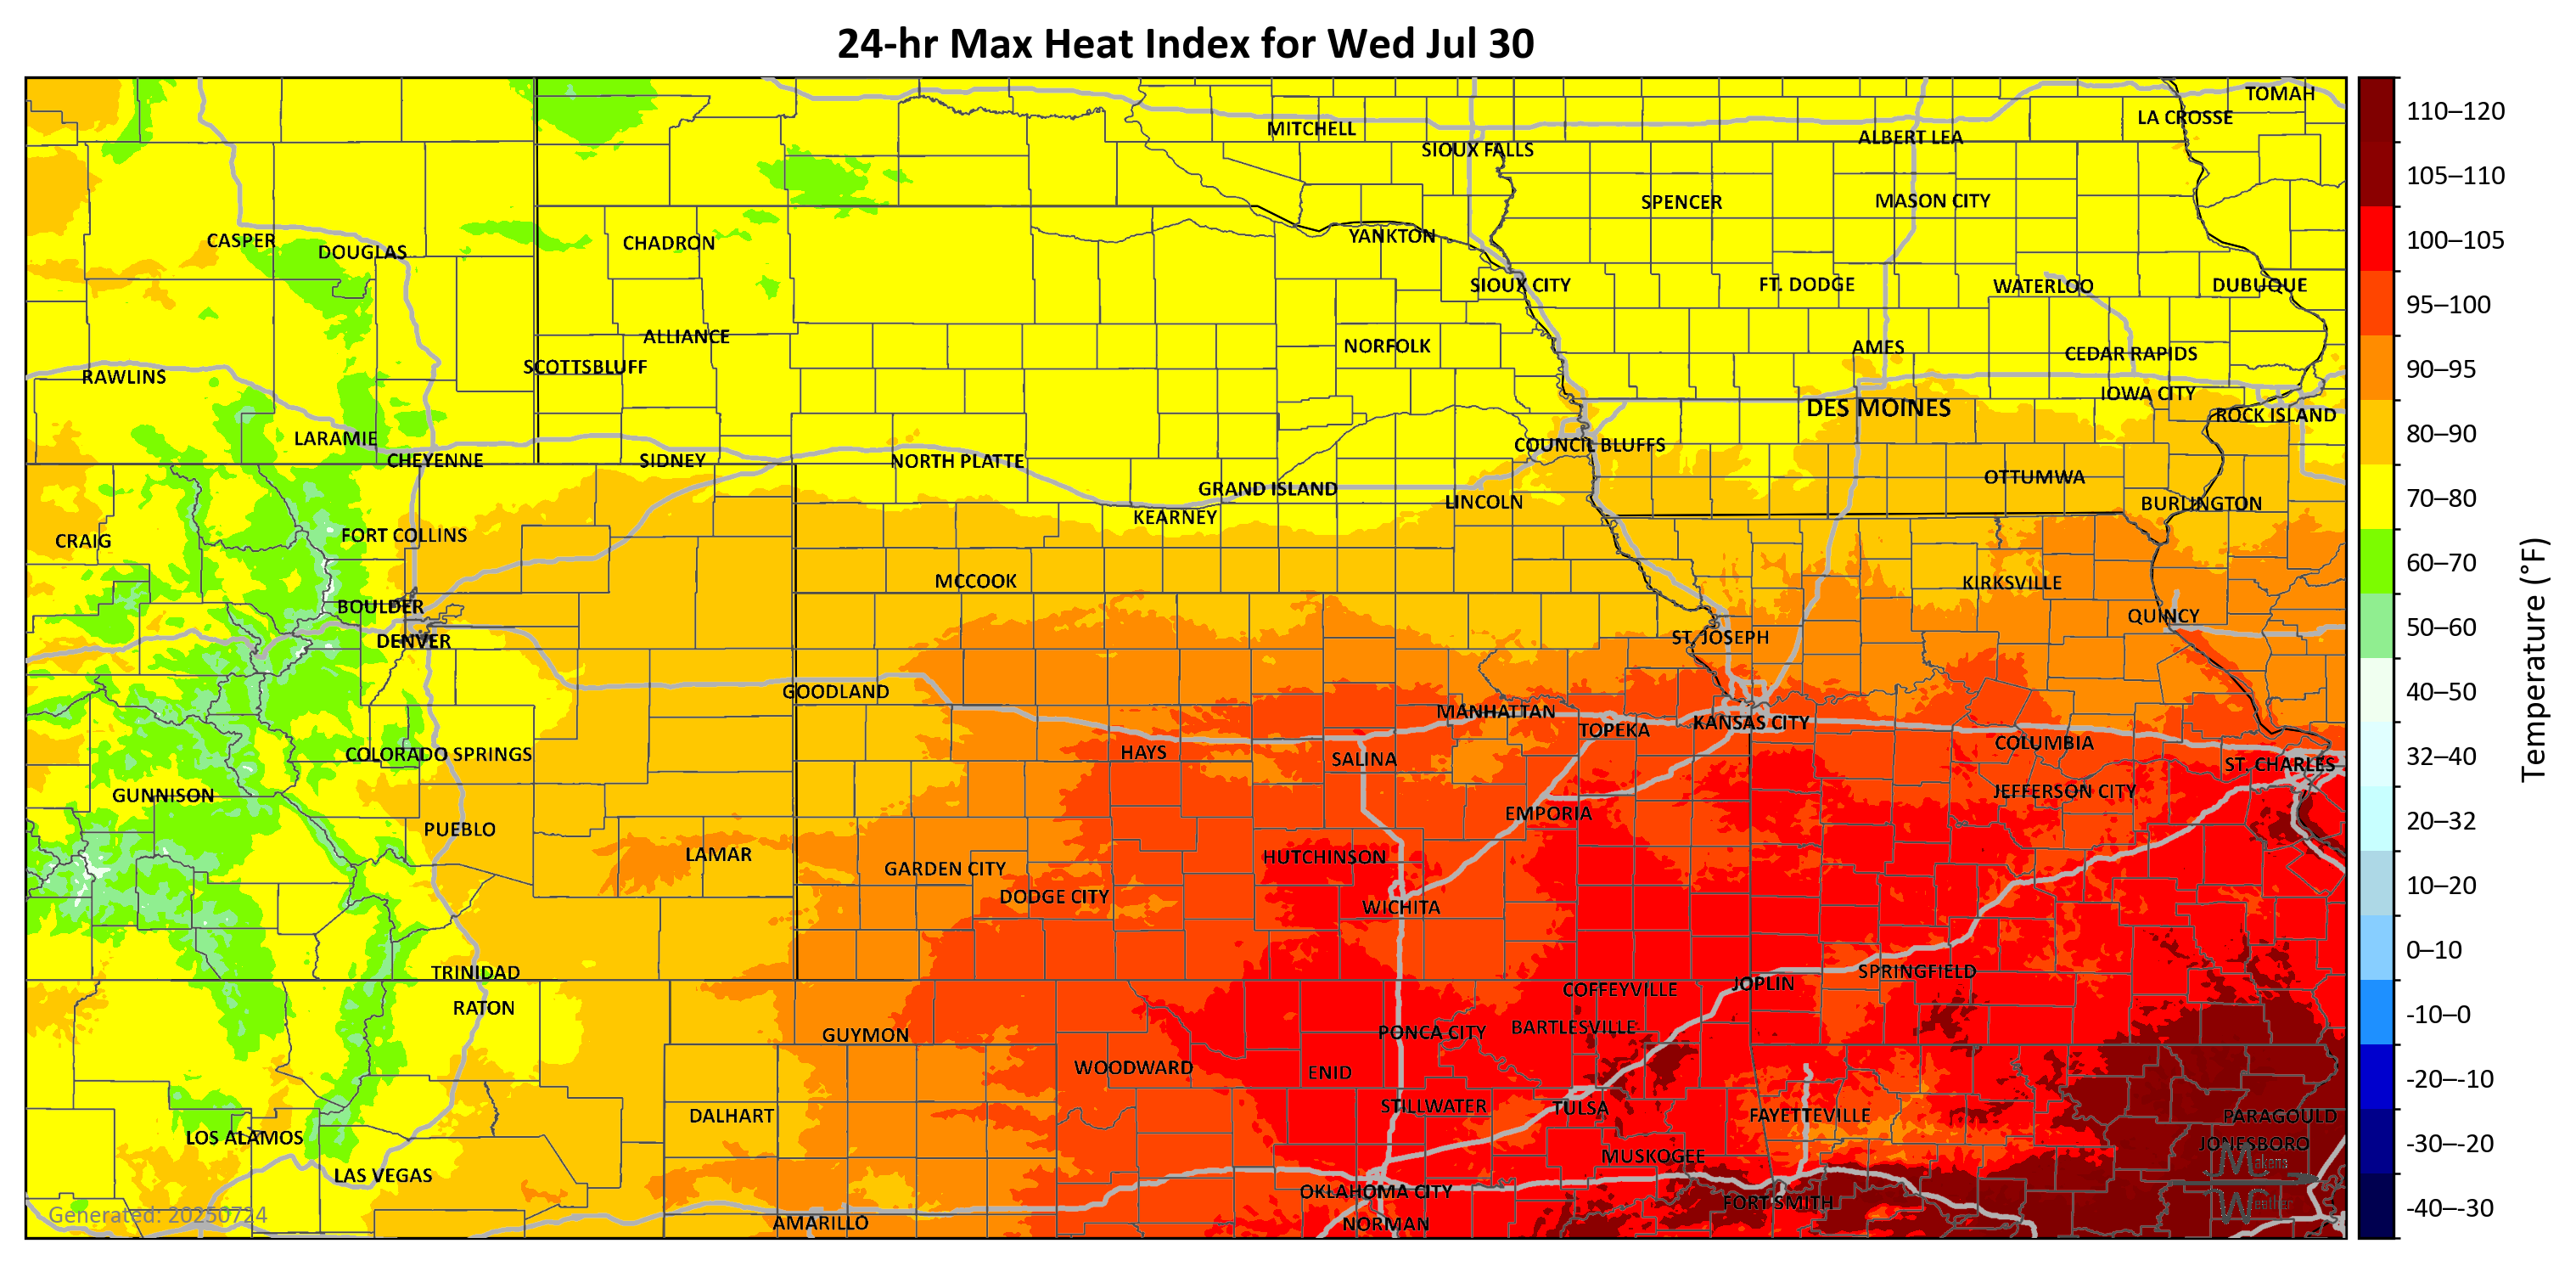 24-hr Max Heat Index for Wed Jul 30
TOMAH
LA CROSSE
MITCHELL
ALBERT LEA
SIOUX FALLS
SPENCER
MASON CITY
CASPER
DOUGLAS
CHADRON
YANKTON
SIOUX CITY
FT. DODGE
WATERLOO
DUBUQUE
ALLIANCE
NORFOLK
AMES
CEDAR RAPIDS
SCOTTSBLUFF
RAWLINS
IOWA CITY
DES MOINES
ROCK ISLAND
LARAMIE
COUNCIL BLUFFS
CHEYENNE
SIDNEY
NORTH PLATTE
OTTUMWA
GRAND ISLAND
LINCOLN
BURLINGTON
KEARNEY
FORT COLLINS
CRAIG
MCCOOK
KIRKSVILLE
BOULDER
QUINCY
DENVER
ST. JOSEPH
GOODLAND
MANHATTAN
TOPEKA
KANSAS CITY
COLUMBIA
COLORADO SPRINGS
HAYS
SALINA
ST. CHARLES
GUNNISON
JEFFERSON CITY
EMPORIA
PUEBLO
LAMAR
HUTCHINSON
GARDEN CITY
DODGE CITY
WICHITA
TRINIDAD
SPRINGFIELD
JOPLIN
COFFEYVILLE
RATON
GUYMON
PONCA CITY
BARTLESVILLE
WOODWARD
ENID
STILLWATER
TULSA
DALHART
FAYETTEVILLE
PARAGOULD
LOS ALAMOS
JONESBORO
MUSKOGEE
Makens
LAS VEGAS
OKLAHOMA CITY
FORT SMITH
Weather
Generated: 20250724
AMARILLO
NORMAN
110–120
105–110
100–105
95–100
90–95
80–90
70–80
60–70
50–60
40–50
32–40
20–32
10–20
0–10
-10–0
-20–-10
-30–-20
-40–-30
Temperature (°F)